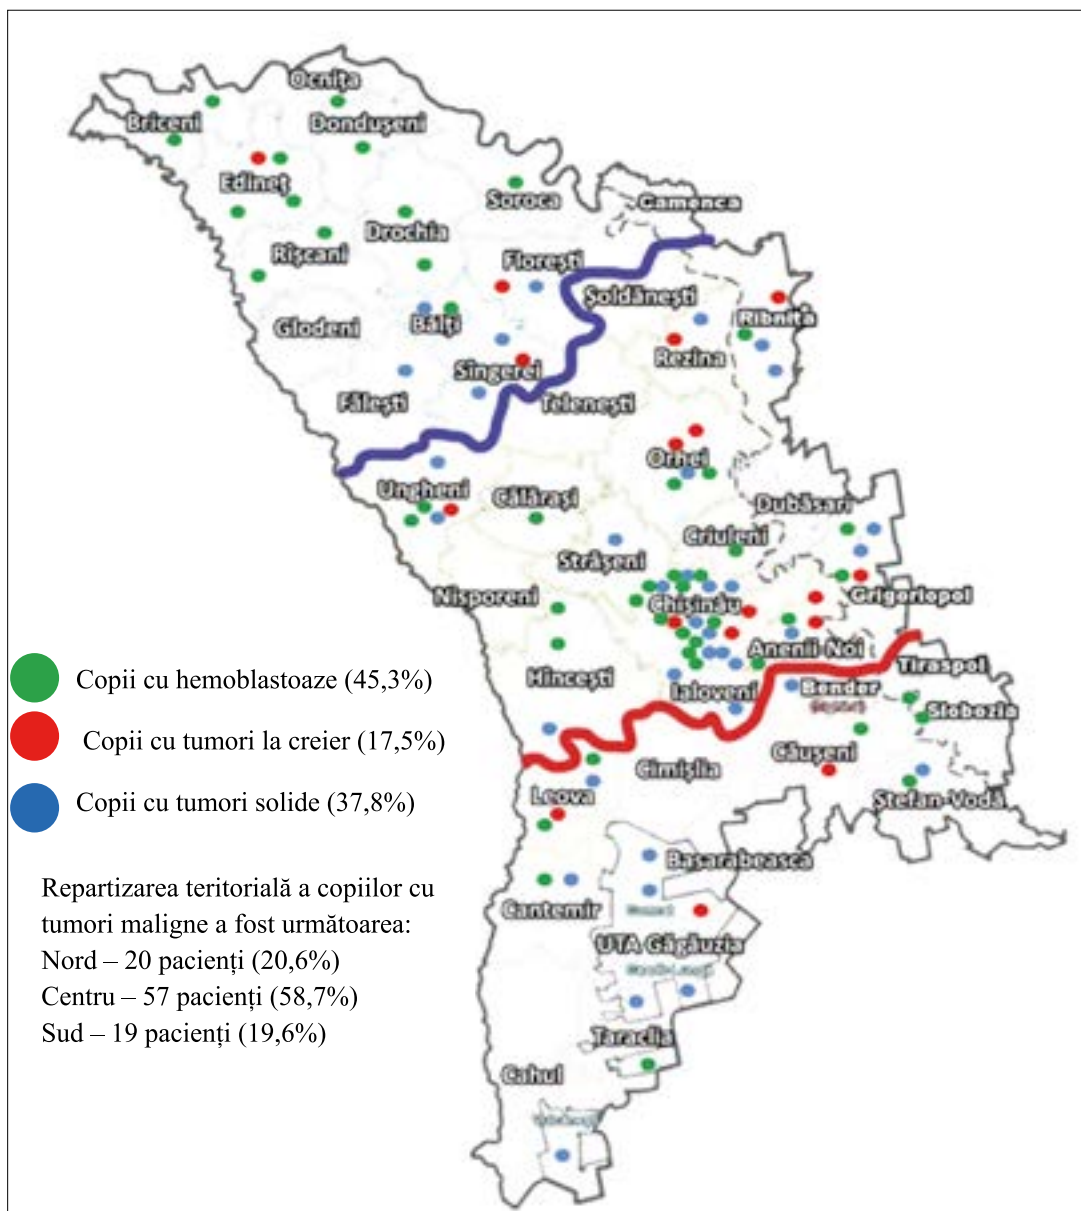 Ocnița
Briceni
Dondușeni
Edineț
Soroca
Camenca
Drochia
Rîșcani
Florești
Șoldănești
Glodeni
Bălți
Ribnița
Rezina
Sîngerei
Fălești
Telenești
Orhei
Ungheni
Călărași
Dubăsari
Criuleni
Strășeni
Nisporeni
Chișinău
Grigoriopol
Anenii-Noi
Tiraspol
Hîncești
Ialoveni
Bender
Slobozia
Căușeni
Cimișlia
Leova
Ștefan-Vodă
Basarabeasca
Cantemir
UTA Găgăuzia
Taraclia
Cahul
Copii cu hemoblastoaze (45,3%)
Copii cu tumori la creier (17,5%)
Copii cu tumori solide (37,8%)
Repartizarea teritorială a copiilor cu
tumori maligne a fost următoarea:
Nord – 20 pacienți (20,6%)
Centru – 57 pacienți (58,7%)
Sud – 19 pacienți (19,6%)